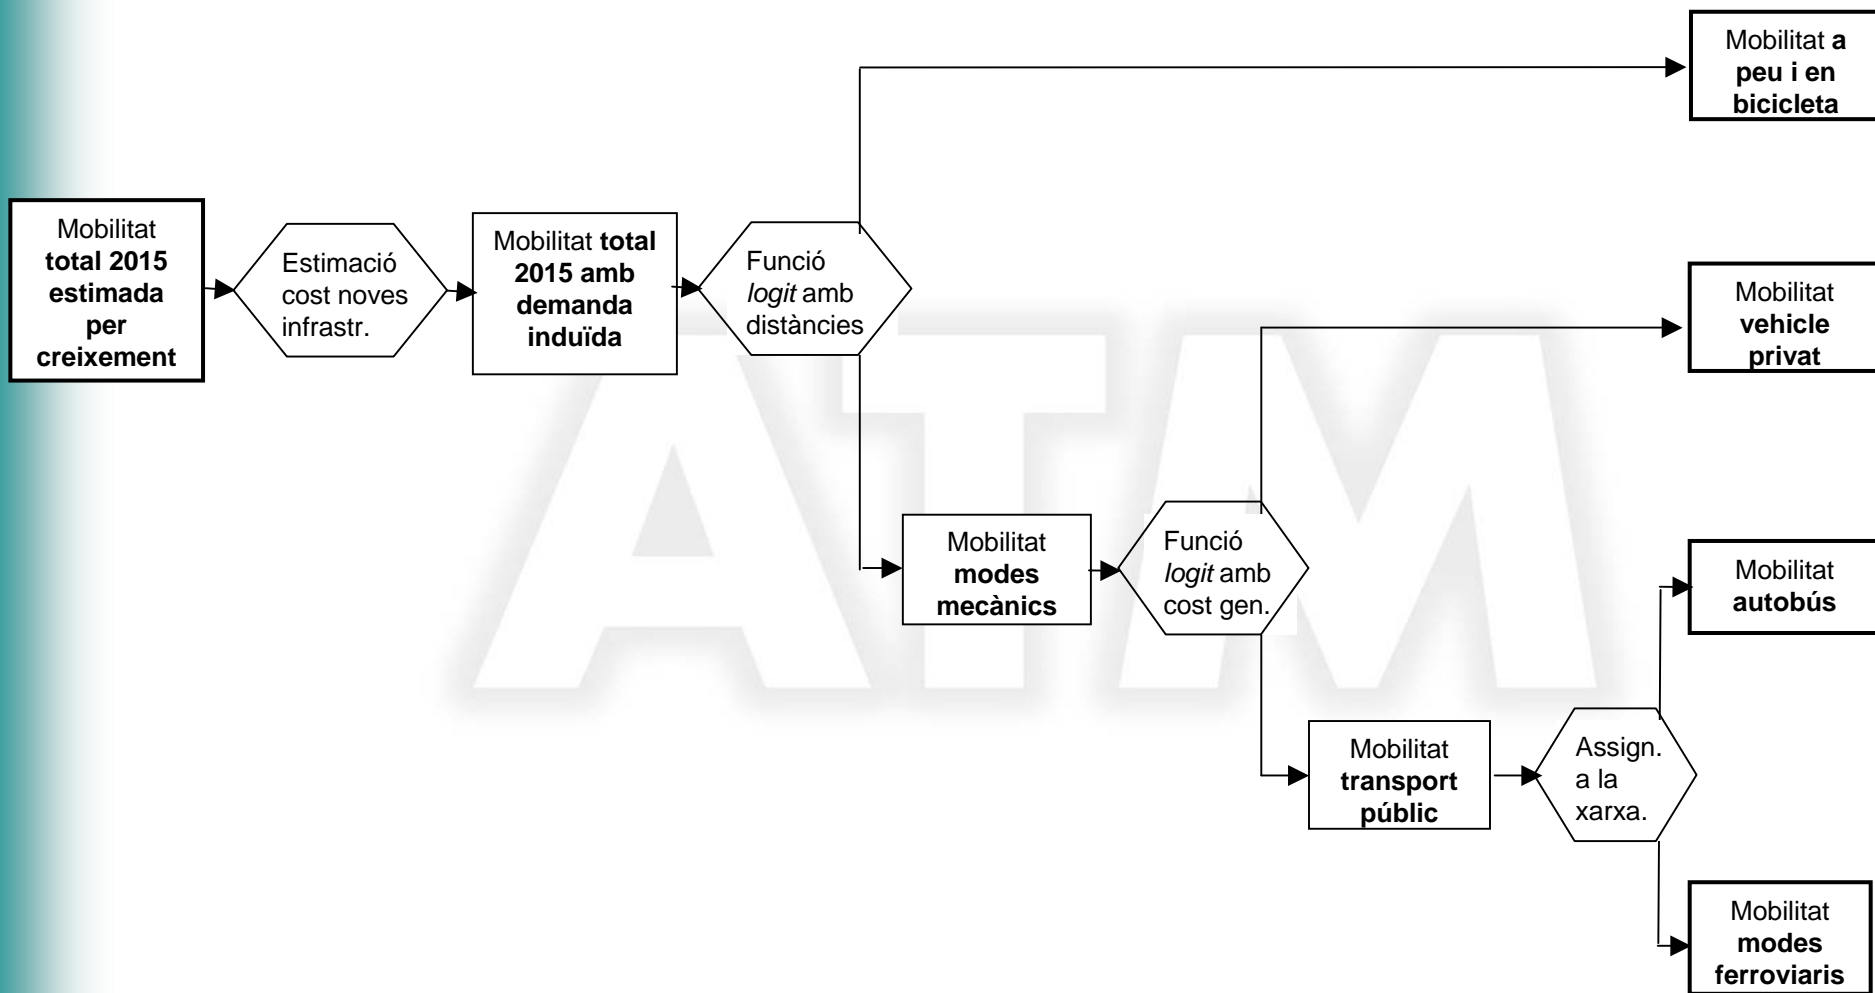 Mobilitat a
peu i en
bicicleta
Mobilitat
total 2015
estimada
per
creixement
Estimació
cost noves
infrastr.
Mobilitat total
2015 amb
demanda
induïda
Funció
logit amb
distàncies
Mobilitat
vehicle
privat
Mobilitat
modes
mecànics
Funció
logit amb
cost gen.
Mobilitat
autobús
Mobilitat
transport
públic
Assign.
a la
xarxa.
Mobilitat
modes
ferroviaris
ATM